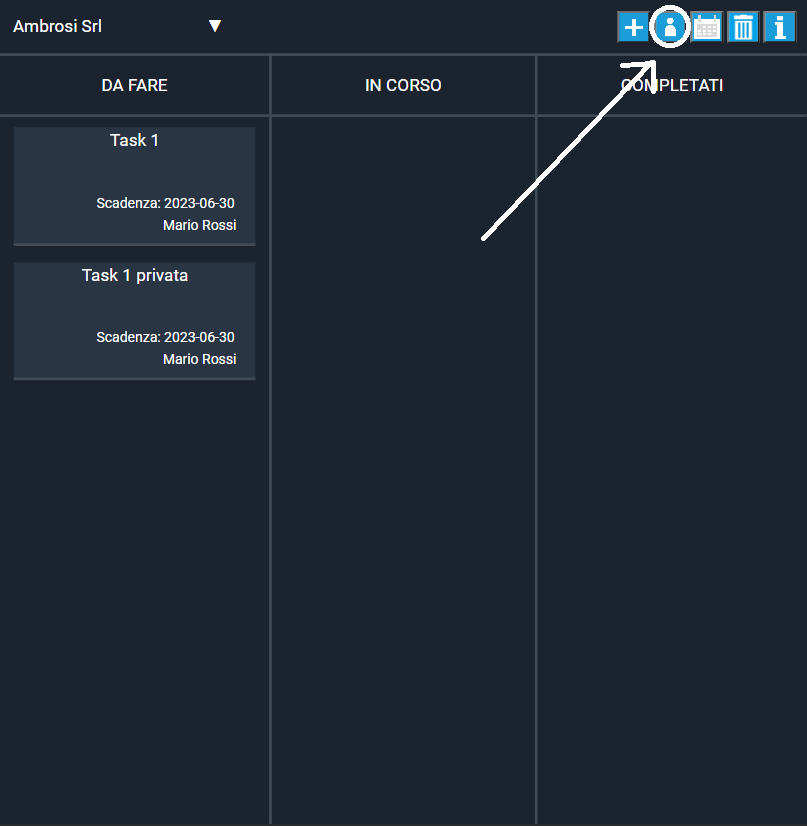 Ambrosi Srl
DA FARE
IN CORSO
COMPLETATI
Task 1
Scadenza: 2023-06-30
Mario Rossi
Task 1 privata
Scadenza: 2023-06-30
Mario Rossi